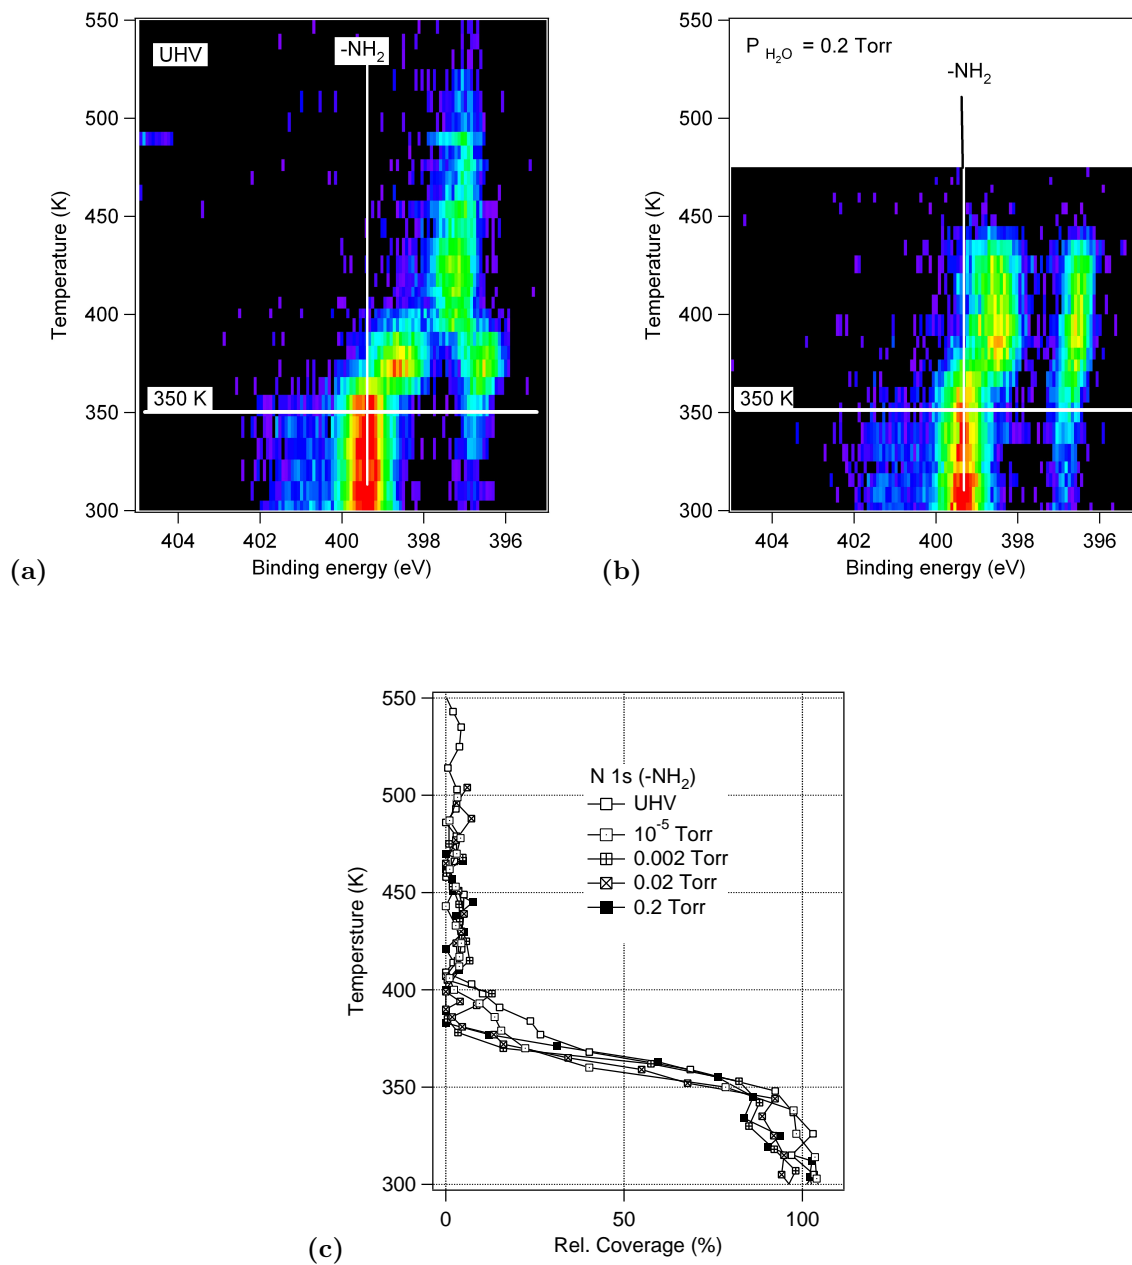 550
500
450
400
350
300
UHV
-NH2
350 K
Temperature (K)
404 402 400 398 396
Binding energy (eV)
(a)
550
500
450
400
350
300
P H2O = 0.2 Torr
-NH2
350 K
Temperature (K)
404 402 400 398 396
Binding energy (eV)
(b)
550
500
450
400
350
300
Tempersture (K)
N 1s (-NH2)
UHV
10-5 Torr
0.002 Torr
0.02 Torr
0.2 Torr
0 50 100
Rel. Coverage (%)
(c)